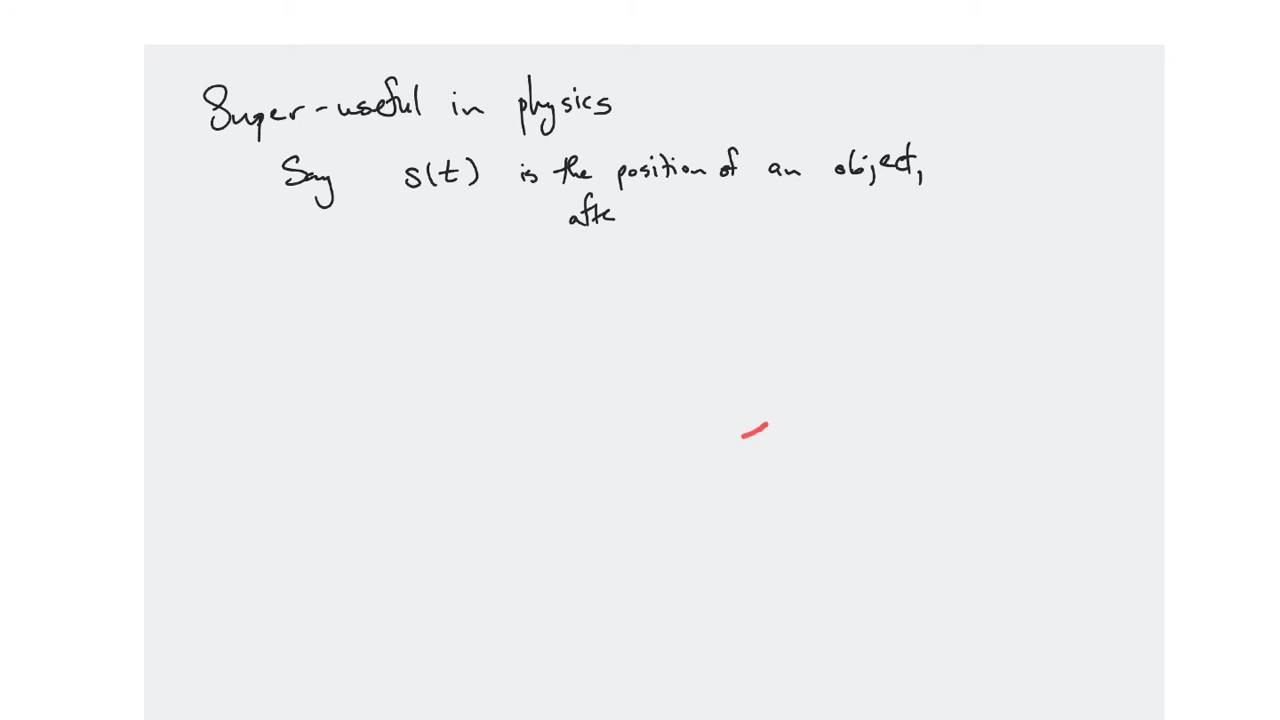 Super-useful in physics
Say s(t) is the position of an object,
afte